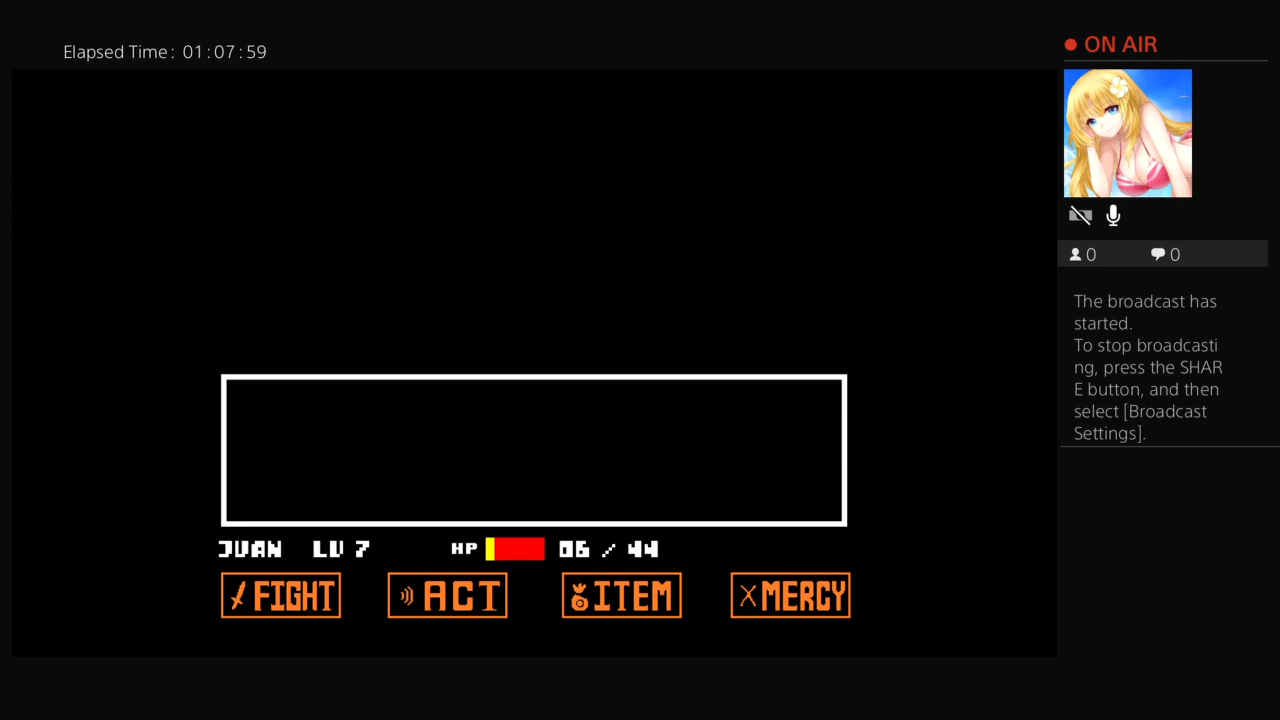 Elapsed Time: 01:07:59
ON AIR
0 0
The broadcast has
started.
To stop broadcasti
ng, press the SHAR
E button, and then
select [Broadcast
Settings].
JUAN LV 7 HP 06 / 44
FIGHT ACT ITEM MERCY